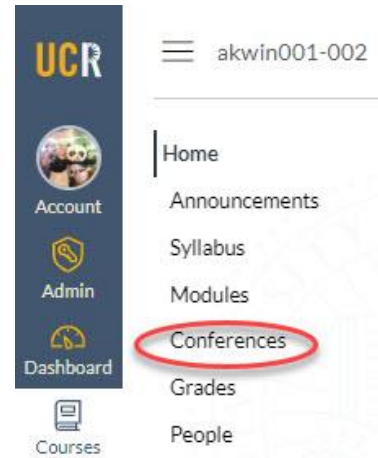 UCR
Account
Admin
Dashboard
Courses
akwin001-002
Home
Announcements
Syllabus
Modules
Conferences
Grades
People